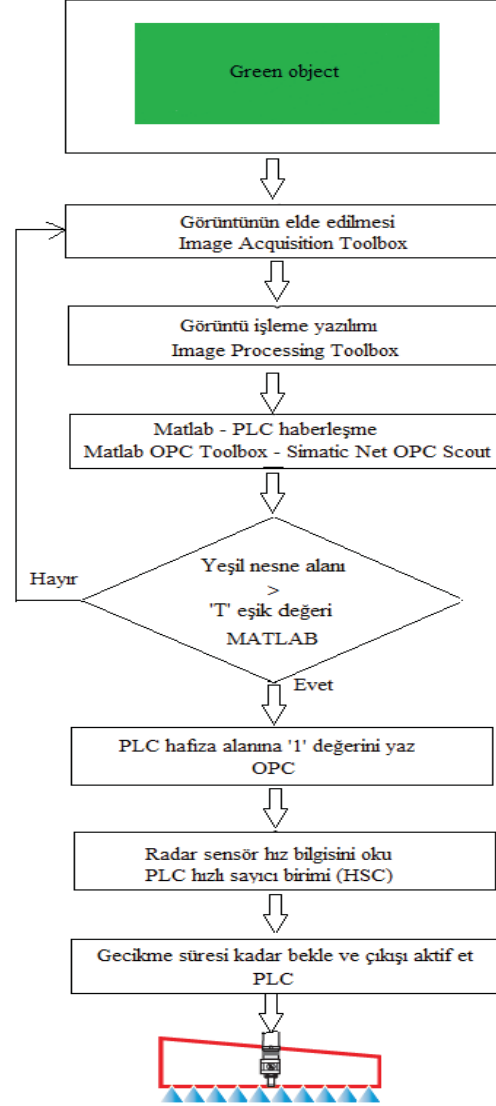 Green object
Görüntünün elde edilmesi
Image Acquisition Toolbox
Görüntü işleme yazılımı
Image Processing Toolbox
Matlab - PLC haberleşme
Matlab OPC Toolbox - Simatic Net OPC Scout
Yeşil nesne alanı
>
'T' eşik değeri
MATLAB
Hayır
Evet
PLC hafıza alanına '1' değerini yaz
OPC
Radar sensör hız bilgisini oku
PLC hızlı sayıcı birimi (HSC)
Gecikme süresi kadar bekle ve çıkışı aktif et
PLC